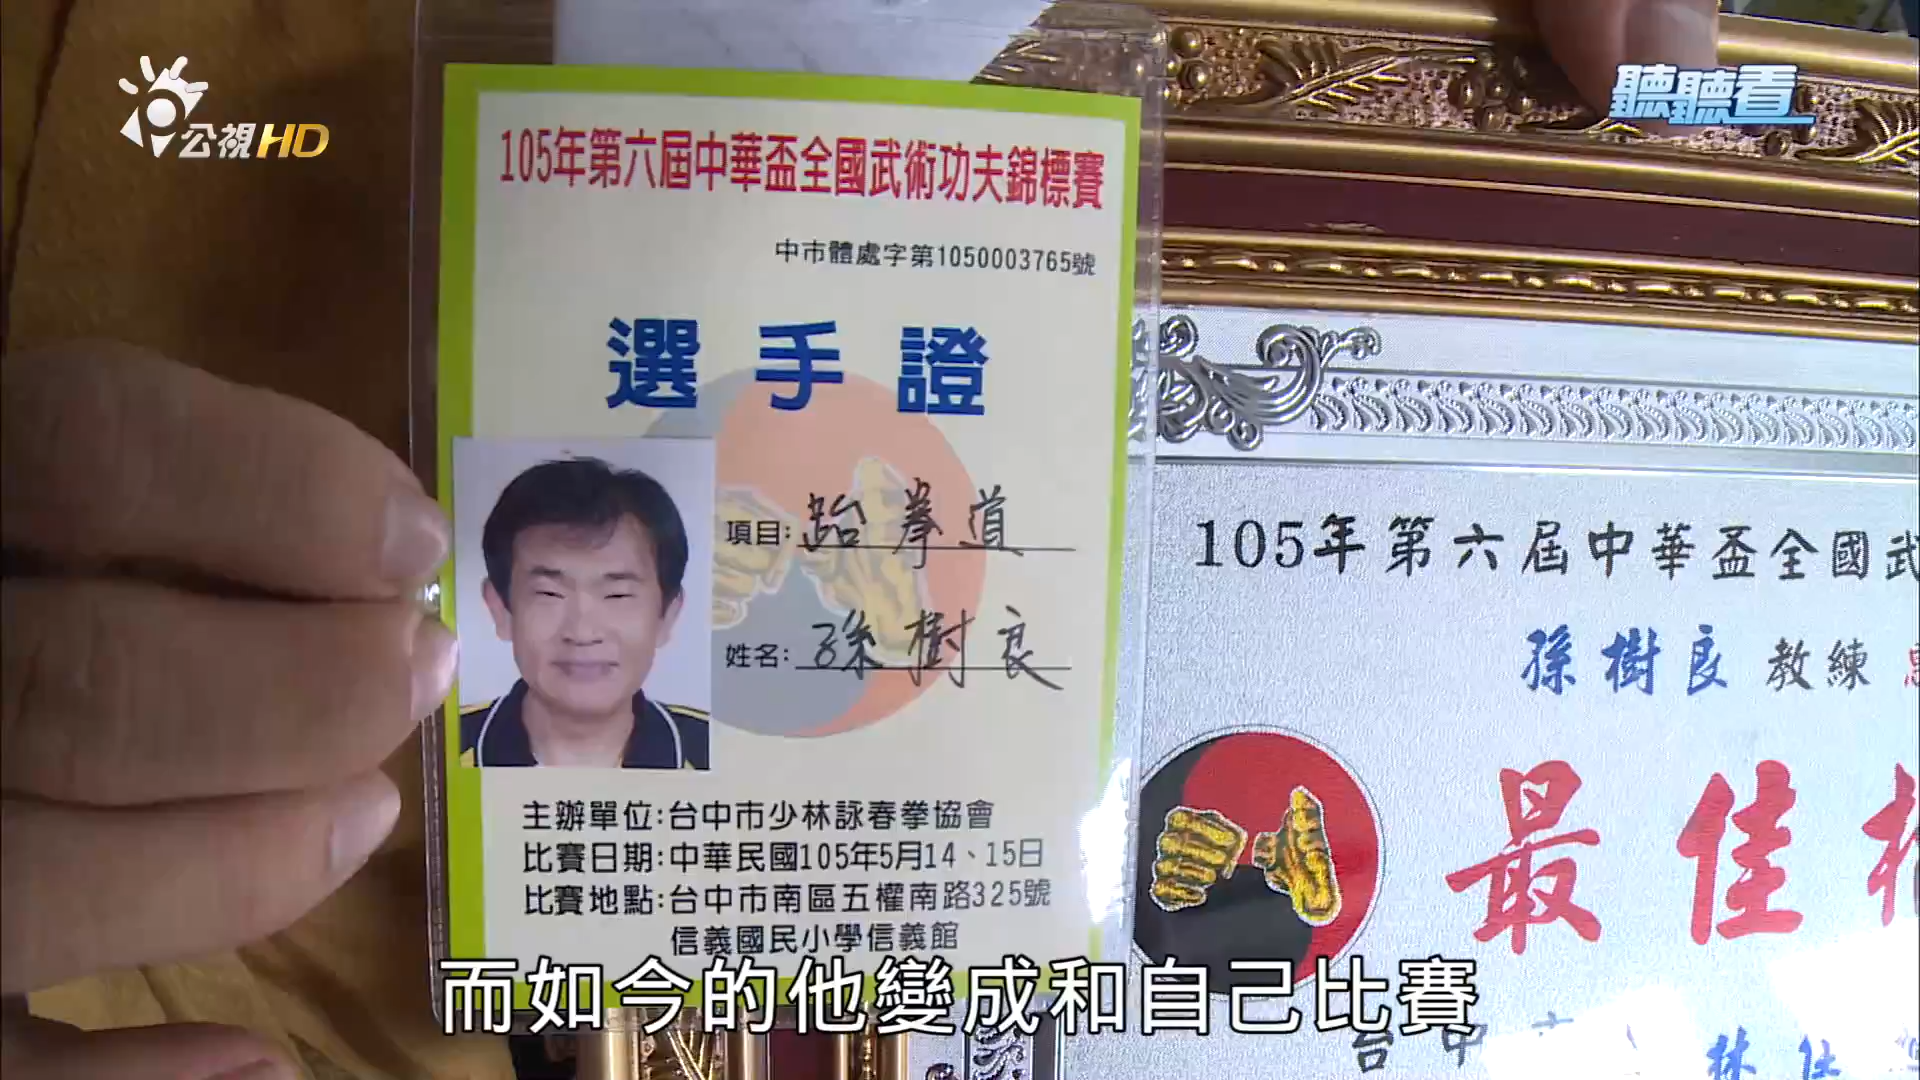 公視HD
聽聽看
105年第六屆中華盃全國武術功夫錦標賽
中市體處字第1050003765號
選手證
項目:跆拳道
姓名:孫樹良
主辦單位:台中市少林詠春拳協會
比賽日期:中華民國105年5月14、15日
比賽地點:台中市南區五權南路325號
信義國民小學信義館
105年第六屆中華盃全國武
孫樹良 教練
最佳
而如今的他變成和自己比賽